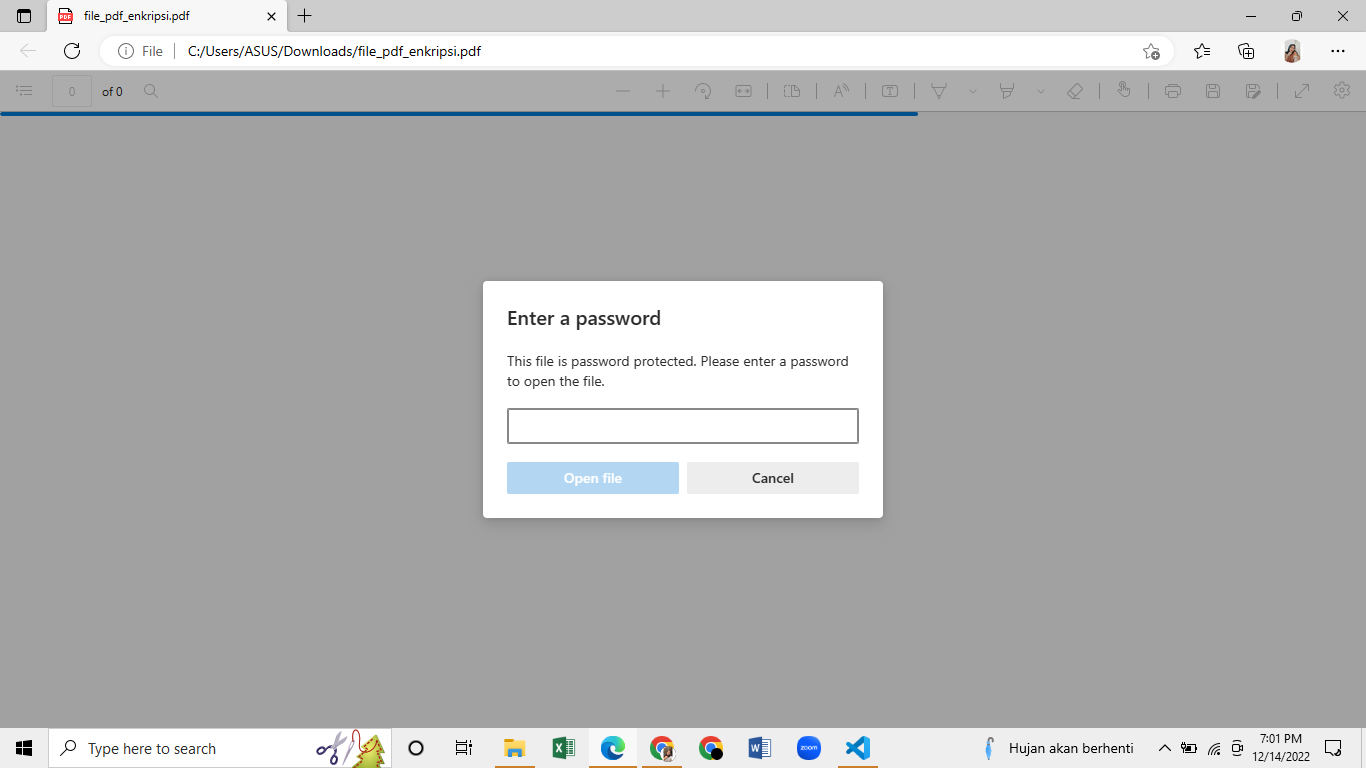 file_pdf_enkripsi.pdf
File
C:/Users/ASUS/Downloads/file_pdf_enkripsi.pdf
0 of 0
Enter a password
This file is password protected. Please enter a password
to open the file.
Open file
Cancel
Type here to search
zoom
Hujan akan berhenti
7:01 PM
12/14/2022